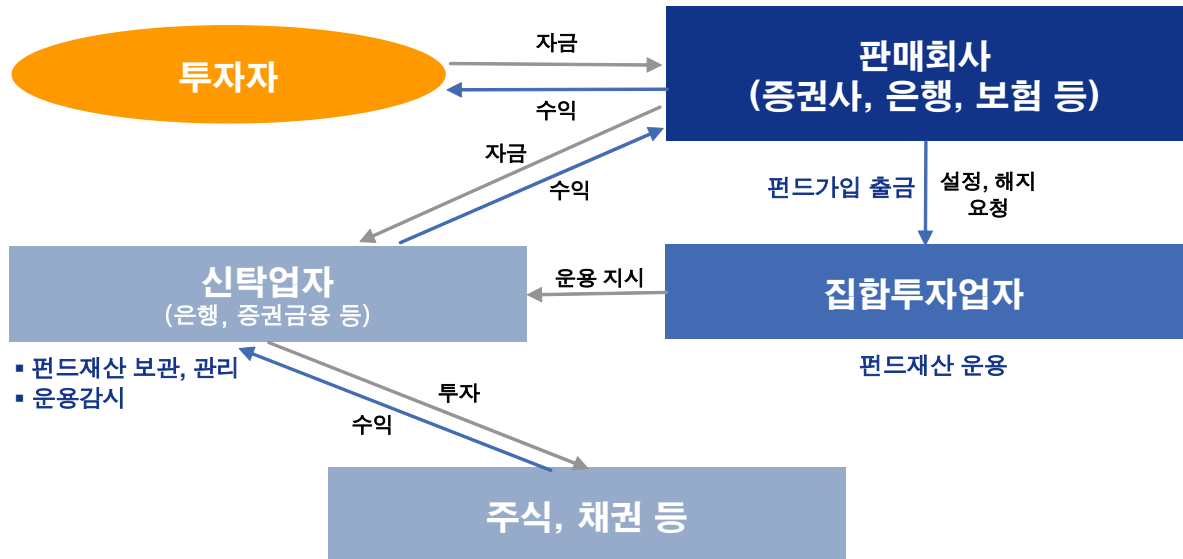 투자자
자금
수익
판매회사
(증권사, 은행, 보험 등)
자금
수익
펀드가입 출금
설정, 해지
요청
신탁업자
(은행, 증권금융 등)
운용 지시
집합투자업자
▪ 펀드재산 보관, 관리
▪ 운용감시
펀드재산 운용
투자
수익
주식, 채권 등